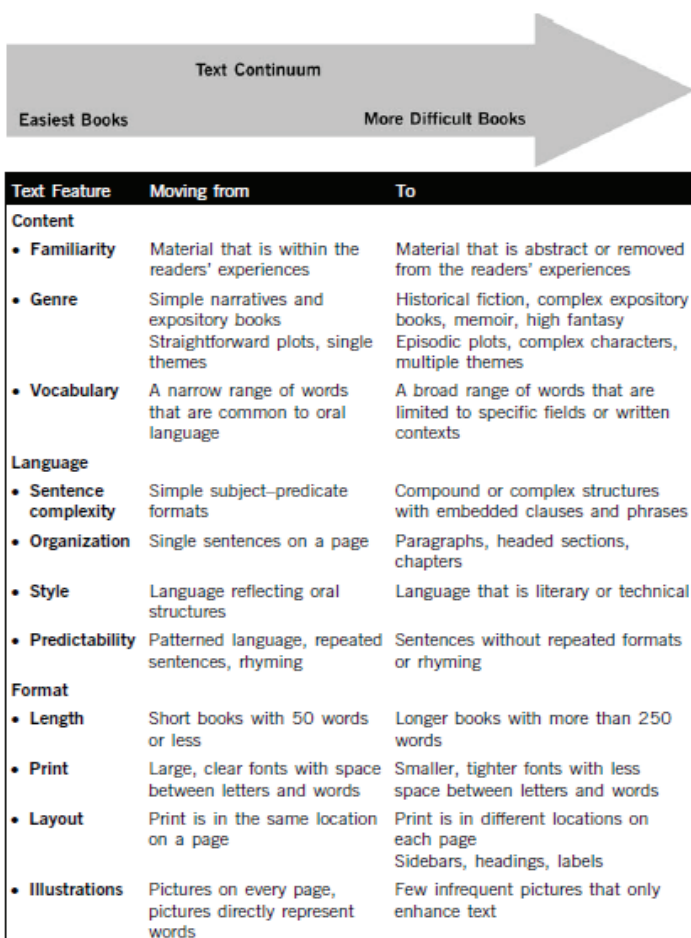 Text Continuum
Easiest Books More Difficult Books
Text Feature Moving from To
Content
• Familiarity Material that is within the Material that is abstract or removed
readers' experiences from the readers' experiences
• Genre Simple narratives and Historical fiction, complex expository
expository books books, memoir, high fantasy
Straightforward plots, single Episodic plots, complex characters,
themes multiple themes
• Vocabulary A narrow range of words A broad range of words that are
that are common to oral limited to specific fields or written
language contexts
Language
• Sentence Simple subject–predicate Compound or complex structures
complexity formats with embedded clauses and phrases
• Organization Single sentences on a page Paragraphs, headed sections,
chapters
• Style Language reflecting oral Language that is literary or technical
structures
• Predictability Patterned language, repeated Sentences without repeated formats
sentences, rhyming or rhyming
Format
• Length Short books with 50 words Longer books with more than 250
or less words
• Print Large, clear fonts with space Smaller, tighter fonts with less
between letters and words space between letters and words
• Layout Print is in the same location Print is in different locations on
on a page each page
Sidebars, headings, labels
• Illustrations Pictures on every page, Few infrequent pictures that only
pictures directly represent enhance text
words